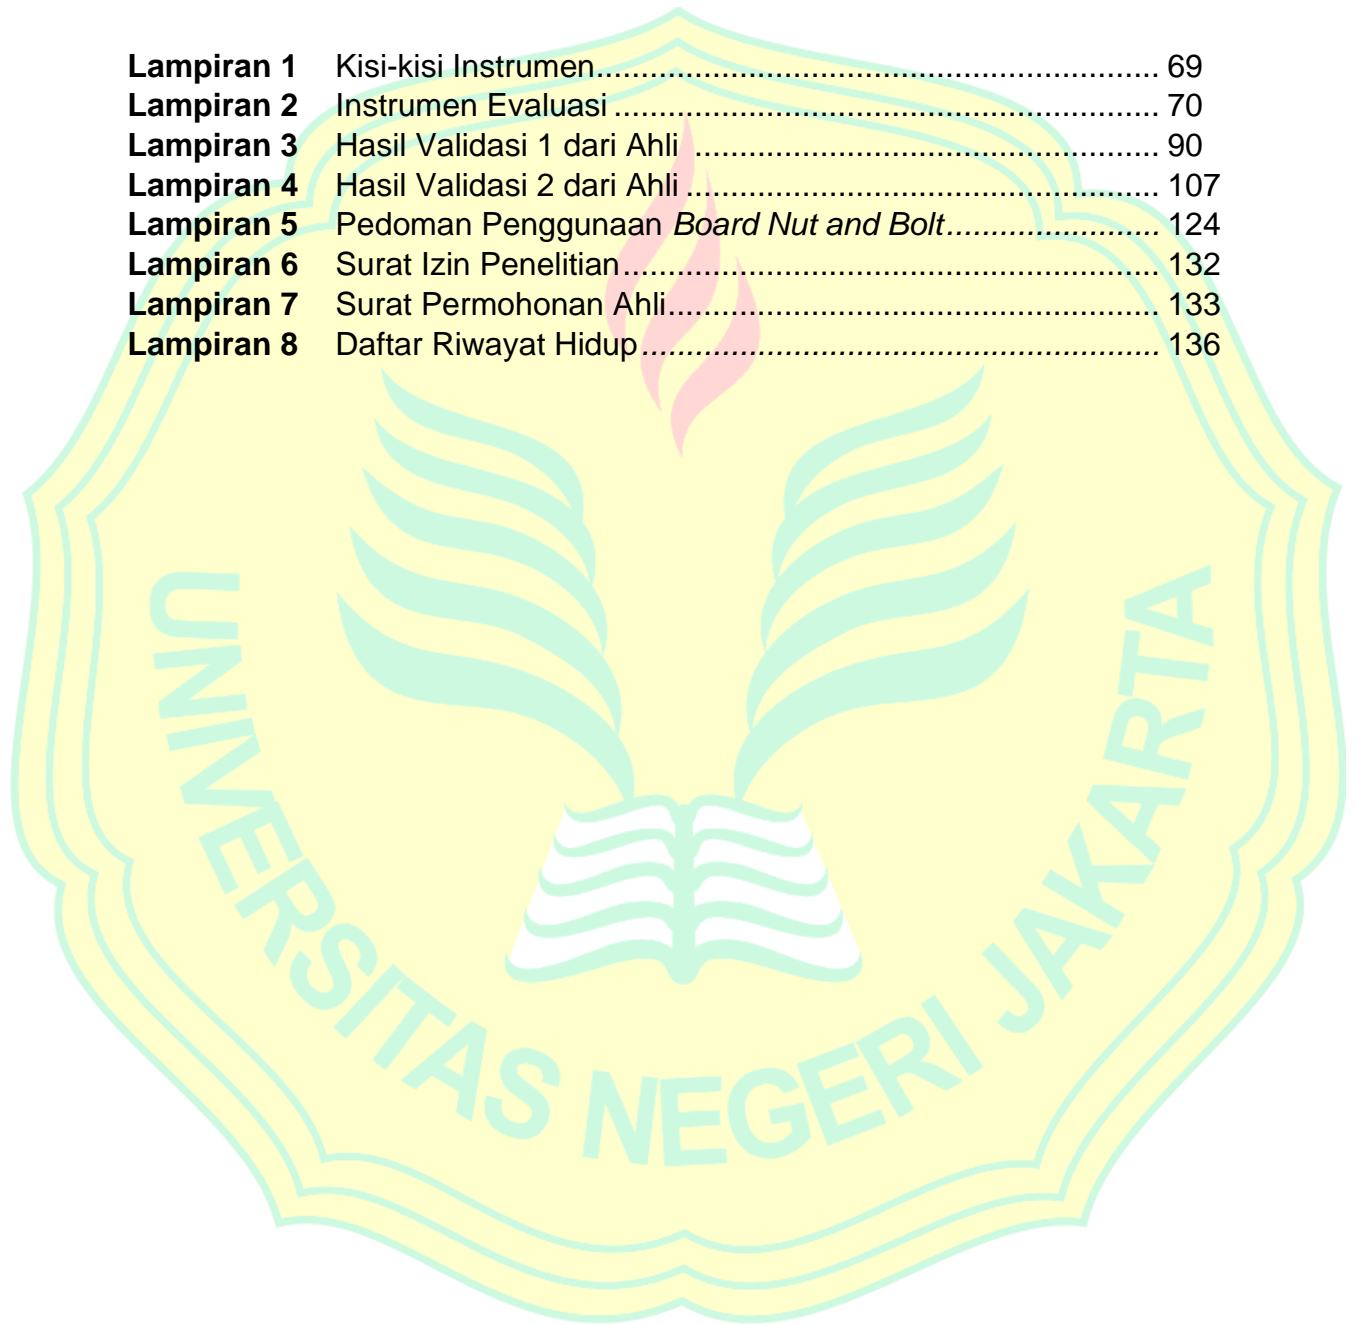 Lampiran 1 Kisi-kisi Instrumen.............................................................. 69
Lampiran 2 Instrumen Evaluasi ............................................................ 70
Lampiran 3 Hasil Validasi 1 dari Ahli ................................................... 90
Lampiran 4 Hasil Validasi 2 dari Ahli .................................................... 107
Lampiran 5 Pedoman Penggunaan Board Nut and Bolt....................... 124
Lampiran 6 Surat Izin Penelitian........................................................... 132
Lampiran 7 Surat Permohonan Ahli...................................................... 133
Lampiran 8 Daftar Riwayat Hidup......................................................... 136
UNIVERSITAS NEGERI JAKARTA